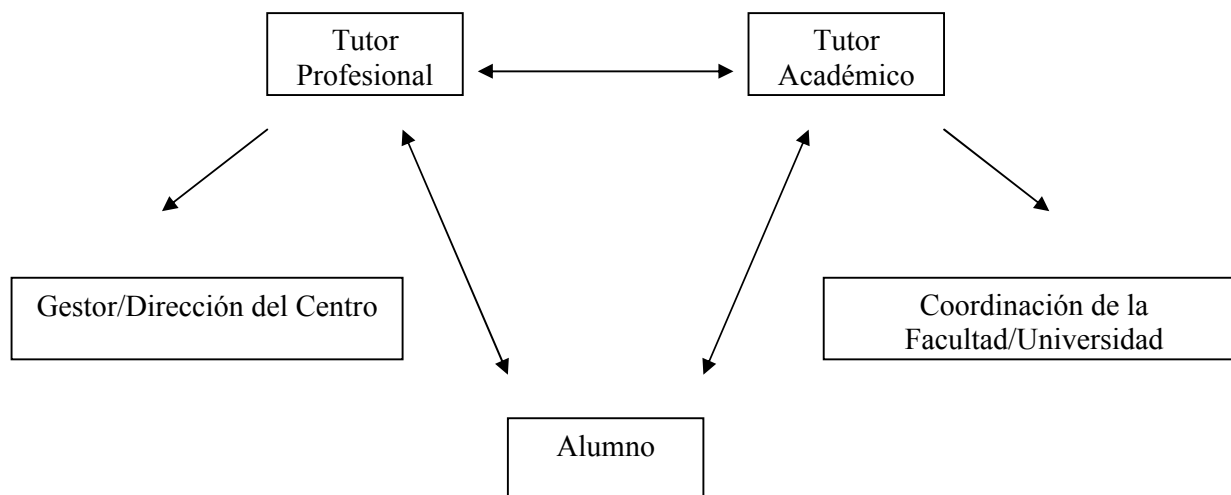 Tutor
Profesional
Tutor
Académico
Gestor/Dirección del Centro
Coordinación de la
Facultad/Universidad
Alumno